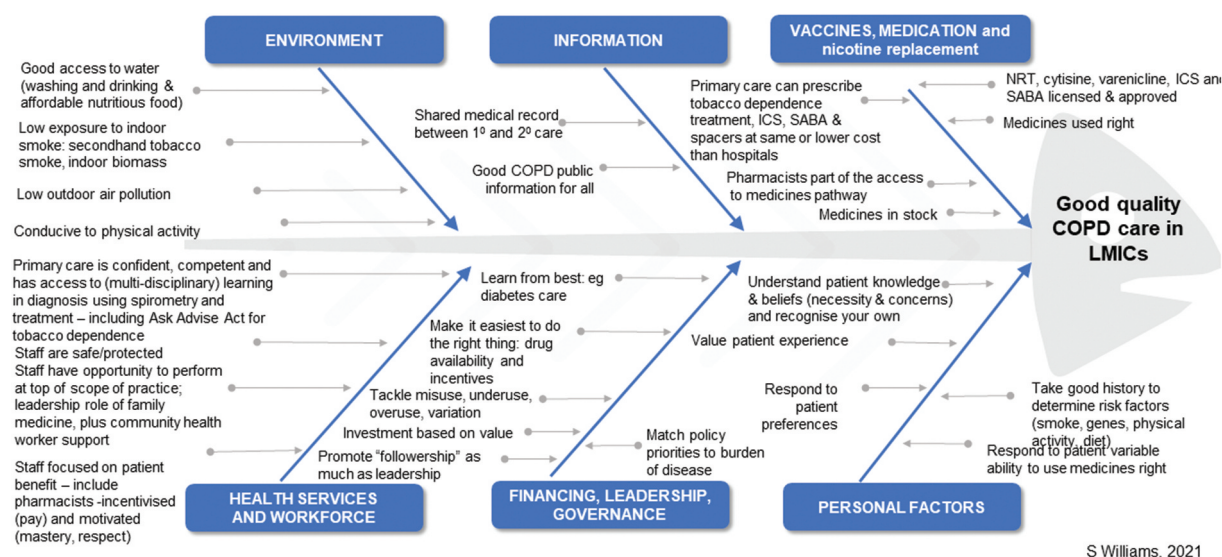 ENVIRONMENT
INFORMATION
VACCINES, MEDICATION and
nicotine replacement
Good access to water
(washing and drinking &
affordable nutritious food)
Low exposure to indoor
smoke: secondhand tobacco
smoke, indoor biomass
Low outdoor air pollution
Conducive to physical activity
Shared medical record
between 1º and 2º care
Good COPD public
information for all
Primary care can prescribe
tobacco dependence
treatment, ICS, SABA &
spacers at same or lower cost
than hospitals
Pharmacists part of the access
to medicines pathway
Medicines in stock
NRT, cytisine, varenicline, ICS and
SABA licensed & approved
Medicines used right
Good quality
COPD care in
LMICs
Primary care is confident, competent and
has access to (multi-disciplinary) learning
in diagnosis using spirometry and
treatment – including Ask Advise Act for
tobacco dependence
Staff are safe/protected
Staff have opportunity to perform
at top of scope of practice;
leadership role of family
medicine, plus community health
worker support
Staff focused on patient
benefit – include
pharmacists -incentivised
(pay) and motivated
(mastery, respect)
Learn from best: eg
diabetes care
Make it easiest to do
the right thing: drug
availability and
incentives
Tackle misuse, underuse,
overuse, variation
Investment based on value
Promote “followership” as
much as leadership
Match policy
priorities to burden
of disease
Understand patient knowledge
& beliefs (necessity & concerns)
and recognise your own
Value patient experience
Respond to
patient
preferences
Take good history to
determine risk factors
(smoke, genes, physical
activity, diet)
Respond to patient variable
ability to use medicines right
HEALTH SERVICES
AND WORKFORCE
FINANCING, LEADERSHIP,
GOVERNANCE
PERSONAL FACTORS
S Williams, 2021